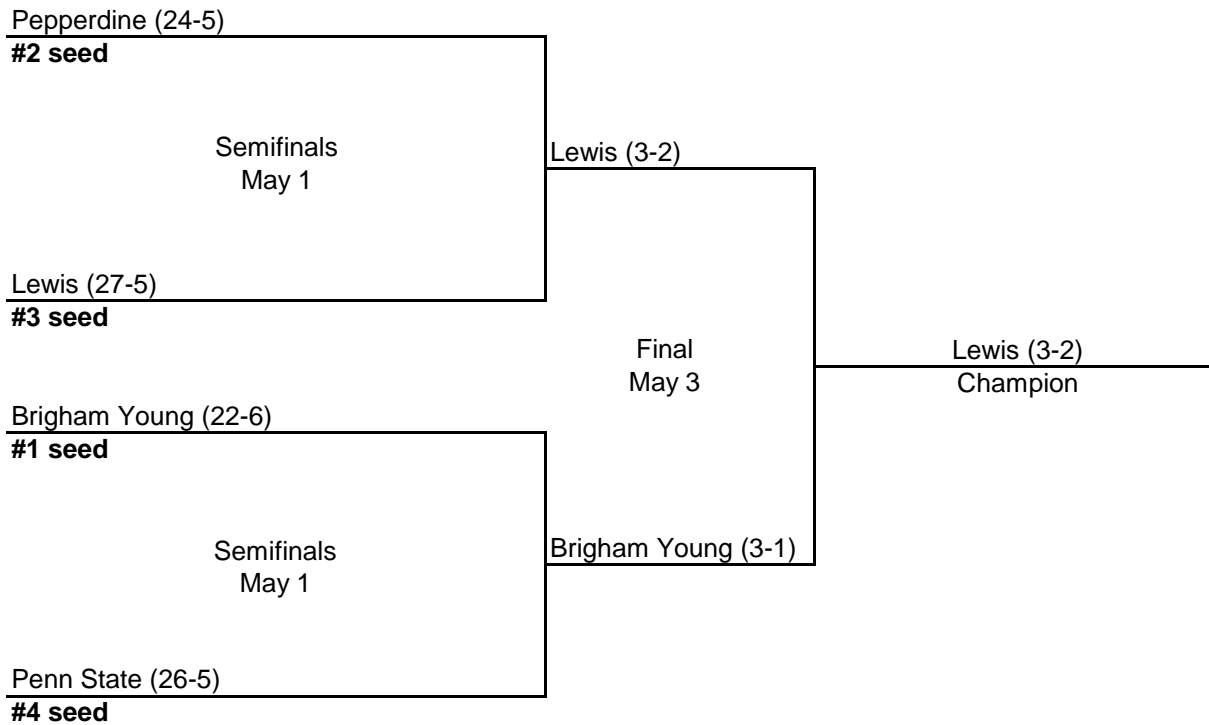 Pepperdine (24-5)
#2 seed
Semifinals
May 1
Lewis (3-2)
Lewis (27-5)
#3 seed
Final
May 3
Lewis (3-2)
Champion
Brigham Young (22-6)
#1 seed
Semifinals
May 1
Brigham Young (3-1)
Penn State (26-5)
#4 seed